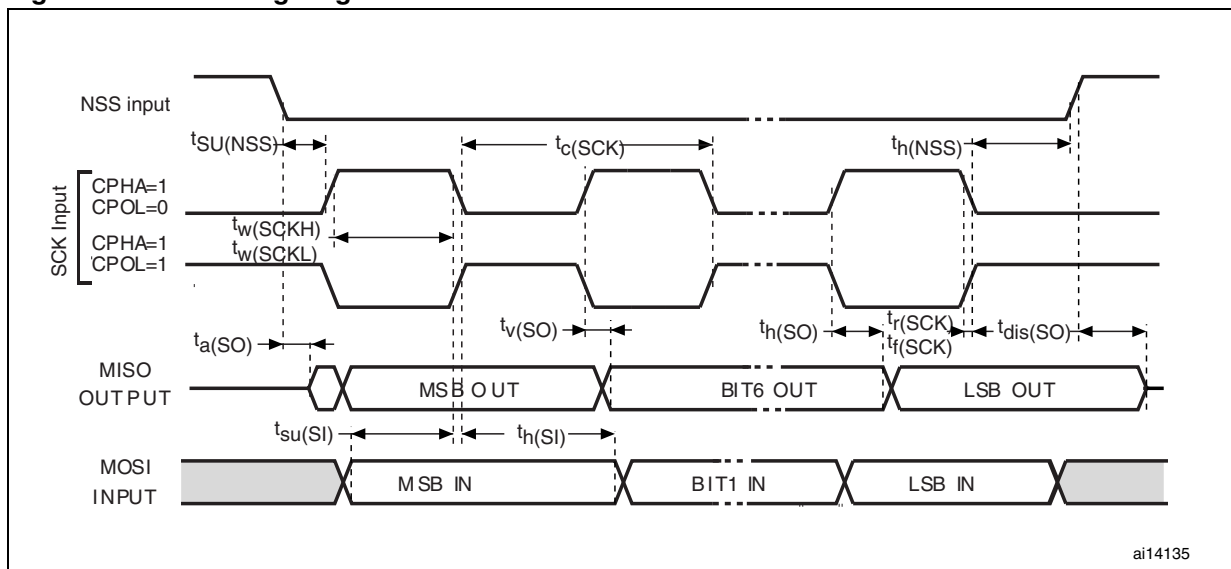 NSS input
tSU(NSS)
tc(SCK)
th(NSS)
SCK Input
CPHA=1
CPOL=0
CPHA=1
CPOL=1
tw(SCKH)
tw(SCKL)
ta(SO)
tv(SO)
th(SO)
tr(SCK)
tf(SCK)
tdis(SO)
MISO
OUTPUT
MSB OUT
BIT6 OUT
LSB OUT
tsu(SI)
th(SI)
MOSI
INPUT
MSB IN
BIT1 IN
LSB IN
ai14135